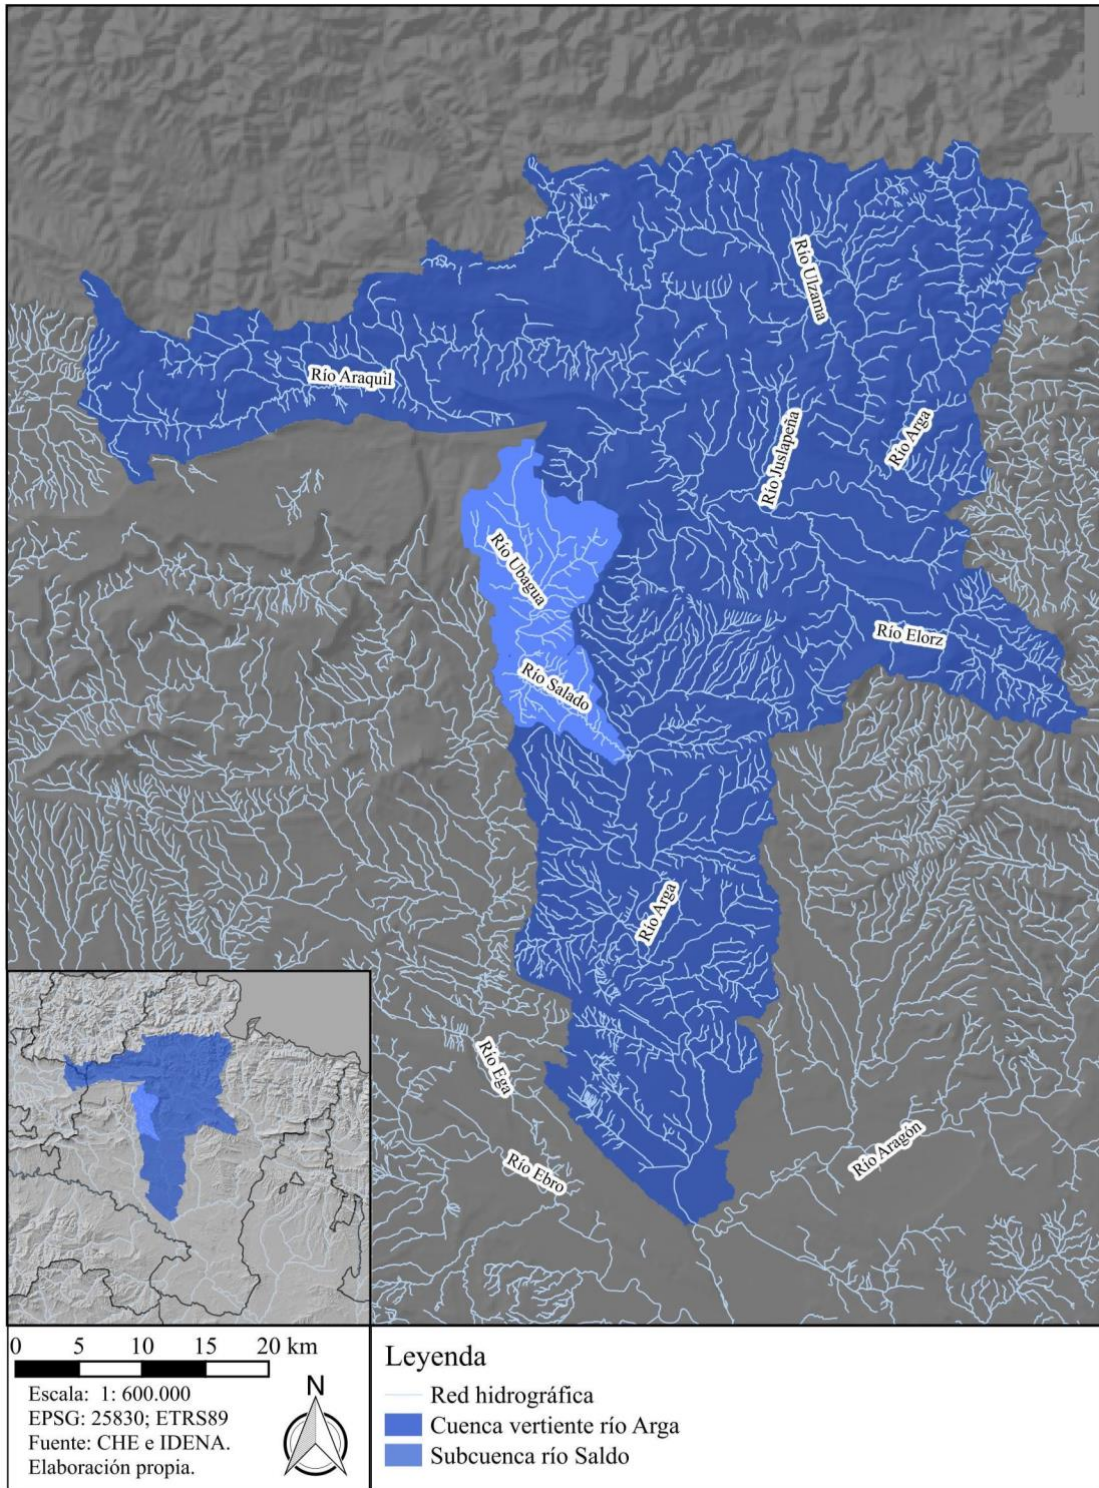 Río Ulzama
Río Araquil
Río Juslapeña
Río Arga
Río Ubagua
Río Elorz
Río Salado
Río Arga
Río Ega
Río Ebro
Río Aragón
0 5 10 15 20 km
Escala: 1: 600.000
EPSG: 25830; ETRS89
Fuente: CHE e IDENA.
Elaboración propia.
N
Leyenda
Red hidrográfica
Cuenca vertiente río Arga
Subcuenca río Saldo